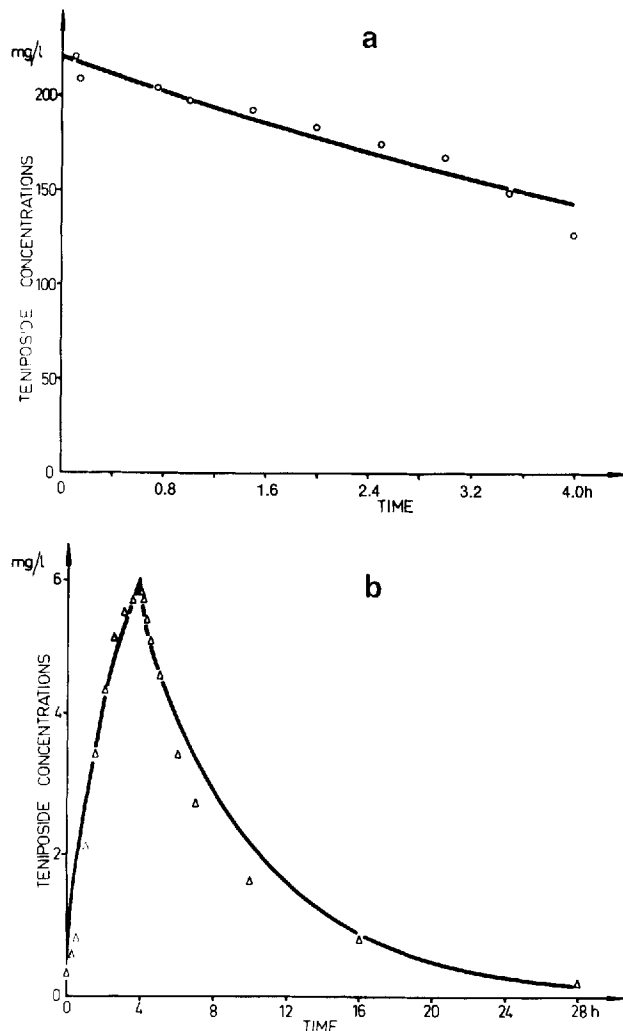 a
mg/l
200
150
100
50
0
TENIPOSIDE CONCENTRATIONS
0 0.8 1.6 2.4 3.2 4.0h
TIME
b
mg/l
6
4
2
0
TENIPOSIDE CONCENTRATIONS
0 4 8 12 16 20 24 28h
TIME